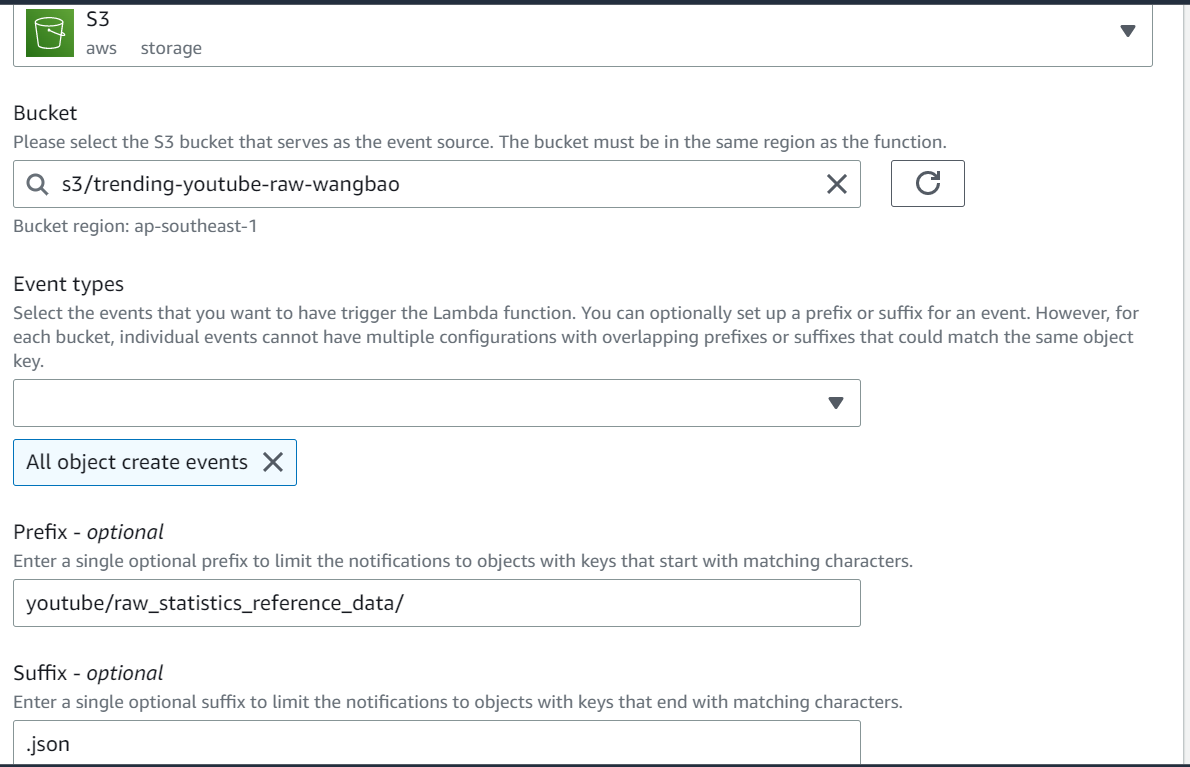 S3
aws storage
Bucket
Please select the S3 bucket that serves as the event source. The bucket must be in the same region as the function.
s3/trending-youtube-raw-wangbao
Bucket region: ap-southeast-1
Event types
Select the events that you want to have trigger the Lambda function. You can optionally set up a prefix or suffix for an event. However, for
each bucket, individual events cannot have multiple configurations with overlapping prefixes or suffixes that could match the same object
key.
All object create events
Prefix - optional
Enter a single optional prefix to limit the notifications to objects with keys that start with matching characters.
youtube/raw_statistics_reference_data/
Suffix - optional
Enter a single optional suffix to limit the notifications to objects with keys that end with matching characters.
.json